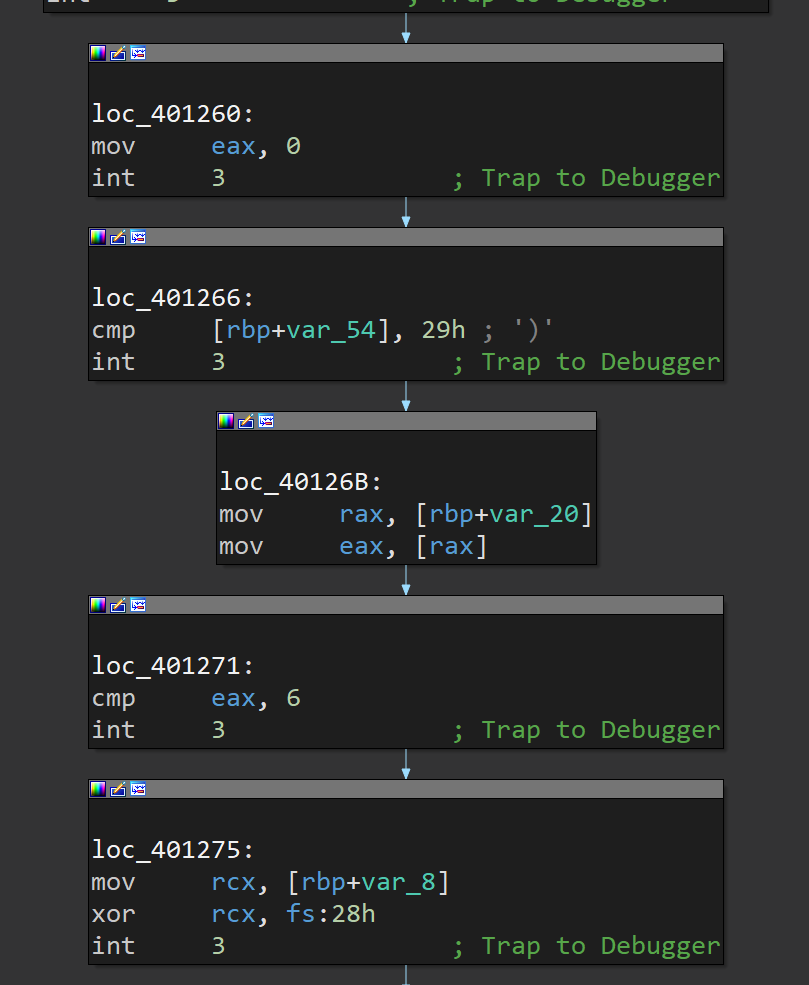 int     3                ; Trap to Debugger
loc_401260:
mov     eax, 0
int     3               ; Trap to Debugger
loc_401266:
cmp     [rbp+var_54], 29h ; ')'
int     3               ; Trap to Debugger
loc_40126B:
mov     rax, [rbp+var_20]
mov     eax, [rax]
loc_401271:
cmp     eax, 6
int     3               ; Trap to Debugger
loc_401275:
mov     rcx, [rbp+var_8]
xor     rcx, fs:28h
int     3               ; Trap to Debugger